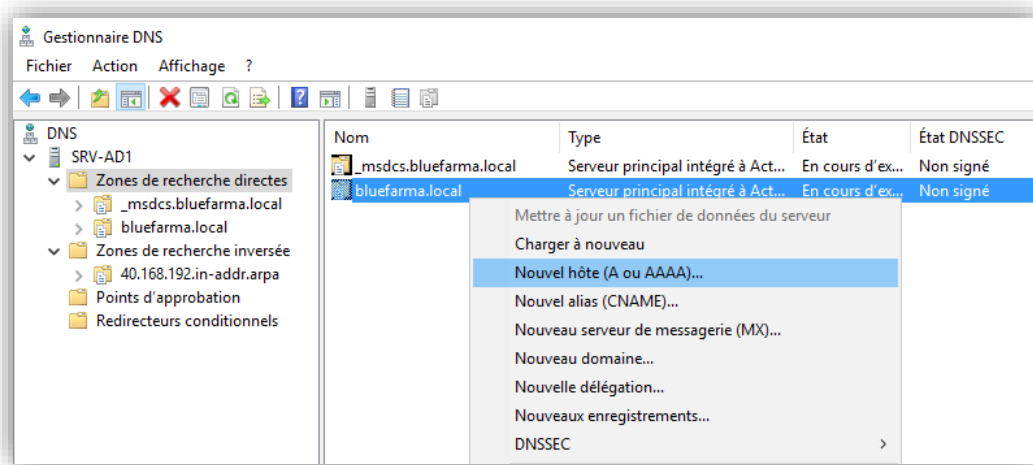 Gestionnaire DNS
Fichier Action Affichage ?
DNS
SRV-AD1
Zones de recherche directes
_msdcs.bluefarma.local
bluefarma.local
Zones de recherche inversée
40.168.192.in-addr.arpa
Points d'approbation
Redirecteurs conditionnels
Nom Type État État DNSSEC
_msdcs.bluefarma.local Serveur principal intégré à Act... En cours d'ex... Non signé
bluefarma.local Serveur principal intégré à Act... En cours d'ex... Non signé
Mettre à jour un fichier de données du serveur
Charger à nouveau
Nouvel hôte (A ou AAAA)...
Nouvel alias (CNAME)...
Nouveau serveur de messagerie (MX)...
Nouveau domaine...
Nouvelle délégation...
Nouveaux enregistrements...
DNSSEC